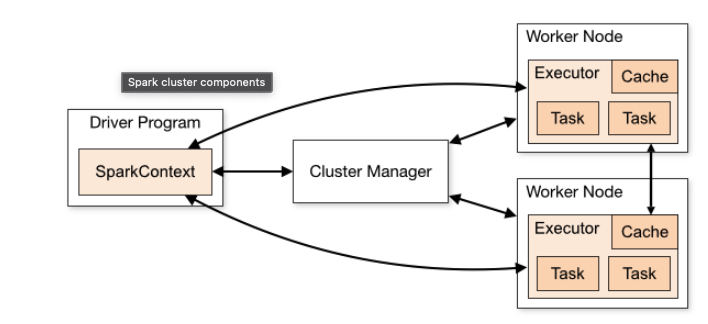 Spark cluster components
Driver Program
SparkContext
Cluster Manager
Worker Node
Executor Cache
Task Task
Worker Node
Executor Cache
Task Task